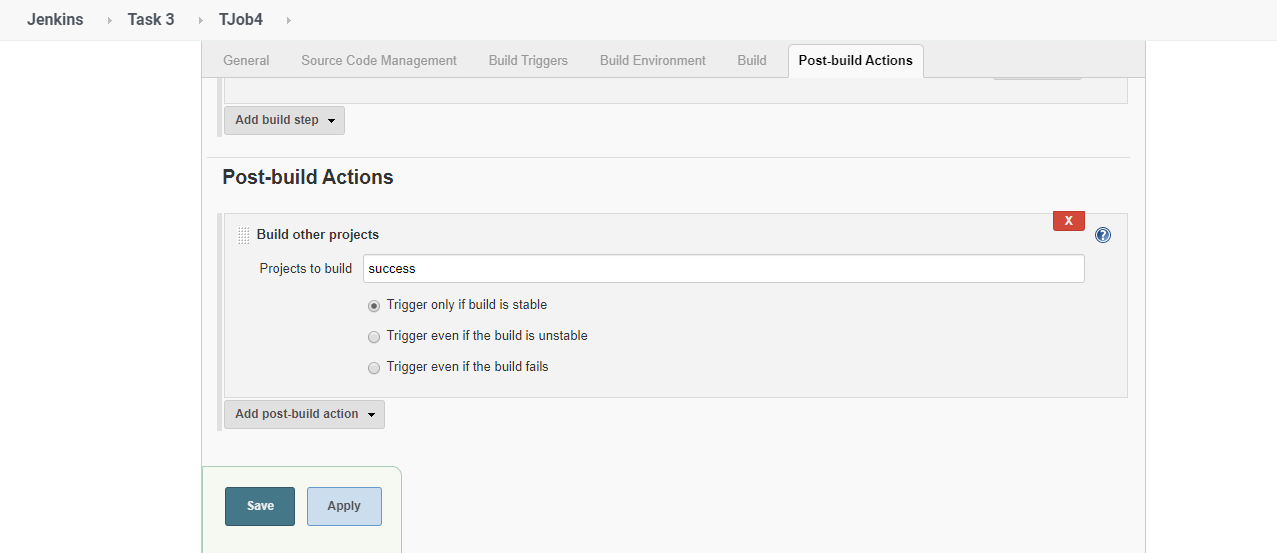 Jenkins Task 3 TJob4
General Source Code Management Build Triggers Build Environment Build Post-build Actions
Add build step
Post-build Actions
X
Build other projects
?
Projects to build success
Trigger only if build is stable
Trigger even if the build is unstable
Trigger even if the build fails
Add post-build action
Save Apply